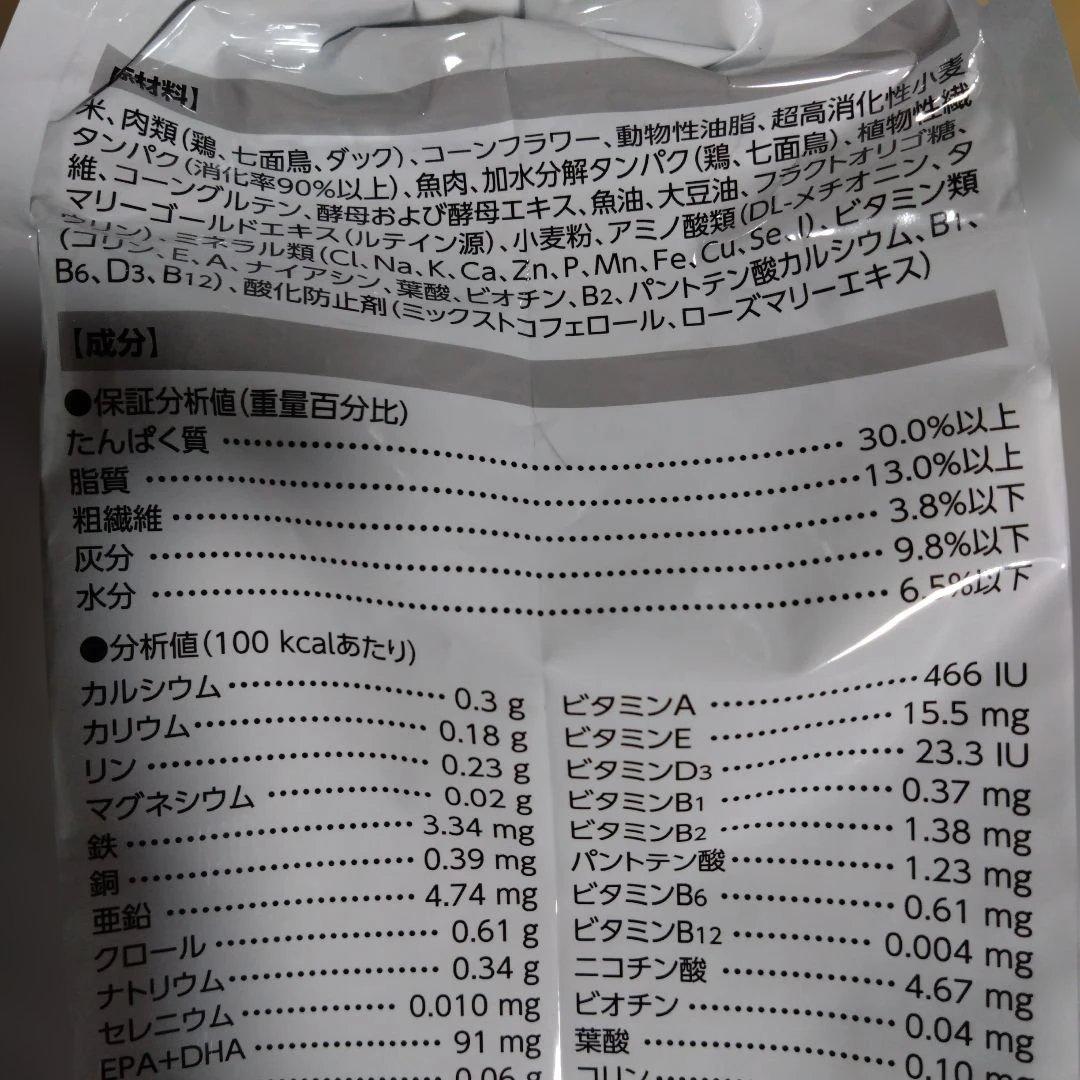 【原材料】
米、肉類(鶏、七面鳥、ダック)、コーンフラワー、動物性油脂、超高消化性小麦
タンパク(消化率90%以上)、魚肉、加水分解タンパク(鶏、七面鳥)、植物性繊
維、コーングルテン、酵母および酵母エキス、魚油、大豆油、フラクトオリゴ糖、
マリーゴールドエキス(ルテイン源)、小麦粉、アミノ酸類(DL-メチオニン、タ
ウリン)、ミネラル類(Cl、Na、K、Ca、Zn、P、Mn、Fe、Cu、Se、I)、ビタミン類
(コリン、E、A、ナイアシン、葉酸、ビオチン、B2、パントテン酸カルシウム、B1、
B6、D3、B12)、酸化防止剤(ミックストコフェロール、ローズマリーエキス)
【成分】
●保証分析値(重量百分比)
たんぱく質 30.0%以上
脂質 13.0%以上
粗繊維 3.8%以下
灰分 9.8%以下
水分 6.5%以下
●分析値(100 kcalあたり)
カルシウム 0.3 g
カリウム 0.18 g
リン 0.23 g
マグネシウム 0.02 g
鉄 3.34 mg
銅 0.39 mg
亜鉛 4.74 mg
クロール 0.61 g
ナトリウム 0.34 g
セレニウム 0.010 mg
EPA+DHA 91 mg
0.06 g
ビタミンA 466 IU
ビタミンE 15.5 mg
ビタミンD3 23.3 IU
ビタミンB1 0.37 mg
ビタミンB2 1.38 mg
パントテン酸 1.23 mg
ビタミンB6 0.61 mg
ビタミンB12 0.004 mg
ニコチン酸 4.67 mg
ビオチン 0.04 mg
葉酸 0.10 mg
コリン